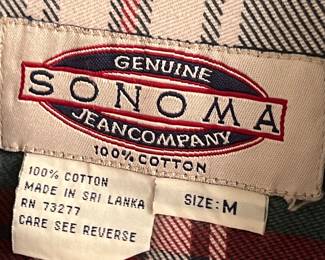 GENUINE
SONOMA
JEANCOMPANY
100% COTTON
100% COTTON
MADE IN SRI LANKA
RN 73277
CARE SEE REVERSE
SIZE: M